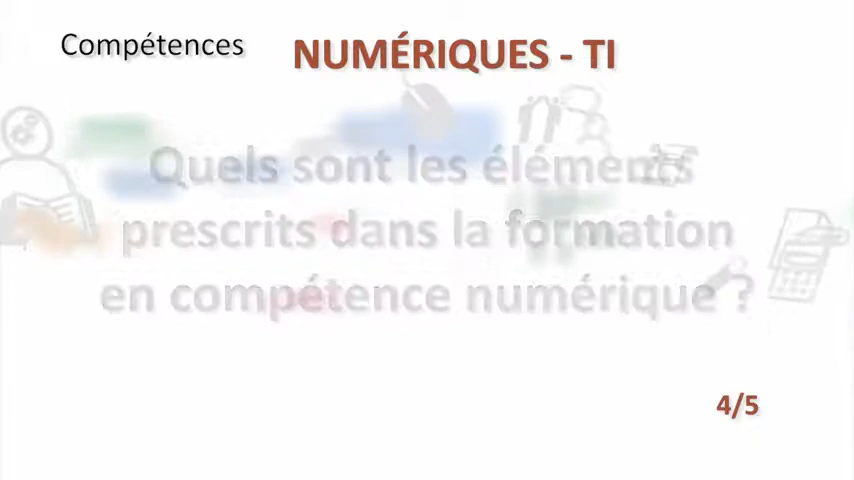 Compétences
NUMÉRIQUES - TI
Quels sont les éléments
prescrits dans la formation
en compétence numérique ?
4/5